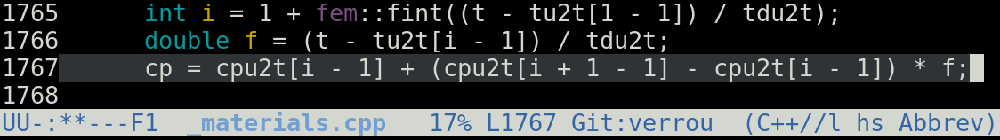 1765      int i = 1 + fem::fint((t - tu2t[1 - 1]) / tdu2t);
1766      double f = (t - tu2t[i - 1]) / tdu2t;
1767      cp = cpu2t[i - 1] + (cpu2t[i + 1 - 1] - cpu2t[i - 1]) * f;
1768
UU-:**---F1  _materials.cpp   17% L1767 Git:verrou  (C++//l hs Abbrev)